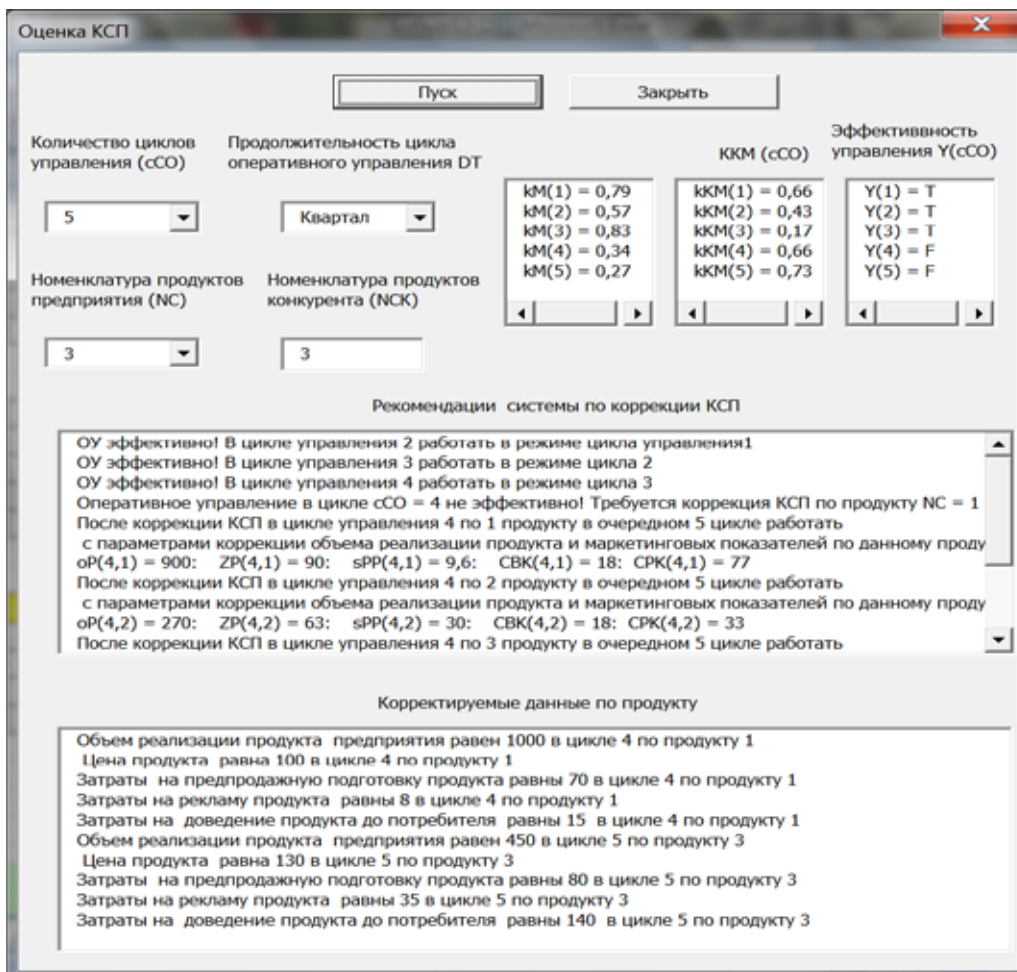 Оценка КСП
Пуск
Закрыть
Количество циклов
управления (сСО)
Продолжительность цикла
оперативного управления DT
ККМ (сСО)
Эффективвность
управления Y(сСО)
5
Квартал
kM(1) = 0,79
kM(2) = 0,57
kM(3) = 0,83
kM(4) = 0,34
kM(5) = 0,27
kKM(1) = 0,66
kKM(2) = 0,43
kKM(3) = 0,17
kKM(4) = 0,66
kKM(5) = 0,73
Y(1) = T
Y(2) = T
Y(3) = T
Y(4) = F
Y(5) = F
Номенклатура продуктов
предприятия (NC)
Номенклатура продуктов
конкурента (NCK)
3
3
Рекомендации системы по коррекции КСП
ОУ эффективно! В цикле управления 2 работать в режиме цикла управления1
ОУ эффективно! В цикле управления 3 работать в режиме цикла 2
ОУ эффективно! В цикле управления 4 работать в режиме цикла 3
Оперативное управление в цикле сСО = 4 не эффективно! Требуется коррекция КСП по продукту NC = 1
После коррекции КСП в цикле управления 4 по 1 продукту в очередном 5 цикле работать
с параметрами коррекции объема реализации продукта и маркетинговых показателей по данному проду
oP(4,1) = 900: ZP(4,1) = 90: sPP(4,1) = 9,6: СВК(4,1) = 18: СРК(4,1) = 77
После коррекции КСП в цикле управления 4 по 2 продукту в очередном 5 цикле работать
с параметрами коррекции объема реализации продукта и маркетинговых показателей по данному проду
oP(4,2) = 270: ZP(4,2) = 63: sPP(4,2) = 30: СВК(4,2) = 18: СРК(4,2) = 33
После коррекции КСП в цикле управления 4 по 3 продукту в очередном 5 цикле работать
Корректируемые данные по продукту
Объем реализации продукта предприятия равен 1000 в цикле 4 по продукту 1
Цена продукта равна 100 в цикле 4 по продукту 1
Затраты на предпродажную подготовку продукта равны 70 в цикле 4 по продукту 1
Затраты на рекламу продукта равны 8 в цикле 4 по продукту 1
Затраты на доведение продукта до потребителя равны 15 в цикле 4 по продукту 1
Объем реализации продукта предприятия равен 450 в цикле 5 по продукту 3
Цена продукта равна 130 в цикле 5 по продукту 3
Затраты на предпродажную подготовку продукта равны 80 в цикле 5 по продукту 3
Затраты на рекламу продукта равны 35 в цикле 5 по продукту 3
Затраты на доведение продукта до потребителя равны 140 в цикле 5 по продукту 3